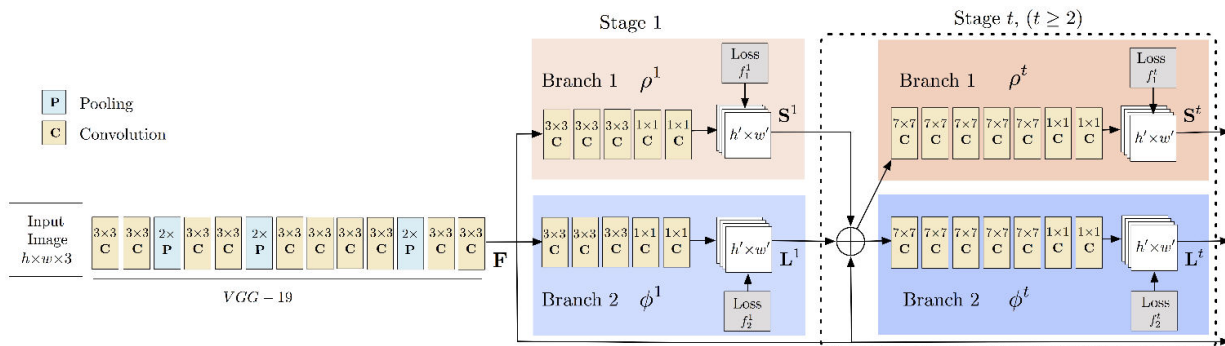 Stage 1
Stage t, (t ≥ 2)
P Pooling
C Convolution
Input
Image
h×w×3
3×3 C 3×3 C 2× P 3×3 C 3×3 C 2× P 3×3 C 3×3 C 3×3 C 3×3 C 2× P 3×3 C 3×3 C
VGG − 19
F
Branch 1 ρ¹
Loss
f₁¹
3×3 C 3×3 C 3×3 C 1×1 C 1×1 C
h′×w′
S¹
3×3 C 3×3 C 3×3 C 1×1 C 1×1 C
h′×w′
L¹
Branch 2 ϕ¹
Loss
f₂¹
Branch 1 ρᵗ
Loss
f₁ᵗ
7×7 C 7×7 C 7×7 C 7×7 C 7×7 C 1×1 C 1×1 C
h′×w′
Sᵗ
7×7 C 7×7 C 7×7 C 7×7 C 7×7 C 1×1 C 1×1 C
h′×w′
Lᵗ
Branch 2 ϕᵗ
Loss
f₂ᵗ